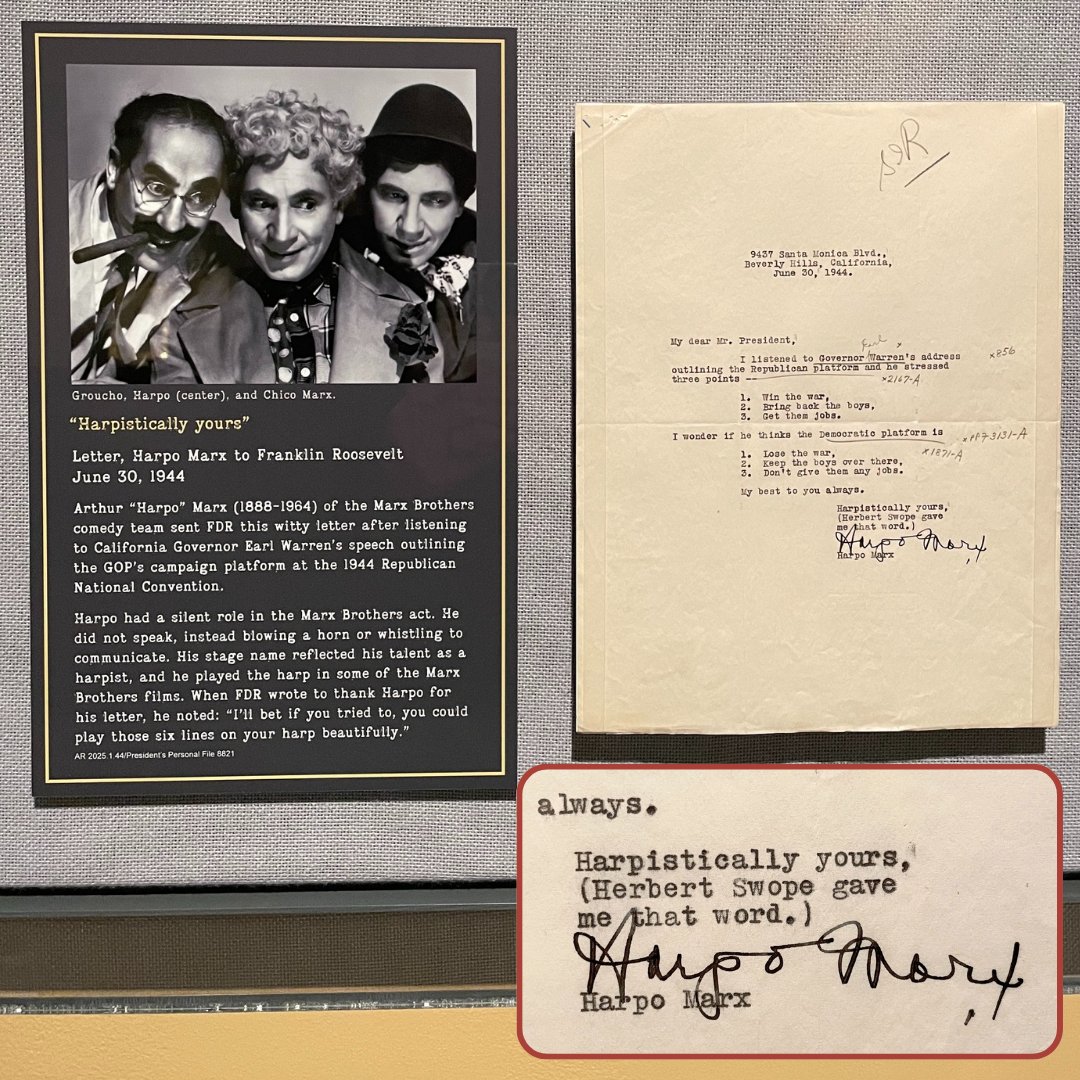 Groucho, Harpo (center), and Chico Marx.
“Harpistically yours”
Letter, Harpo Marx to Franklin Roosevelt
June 30, 1944
Arthur “Harpo” Marx (1888-1964) of the Marx Brothers
comedy team sent FDR this witty letter after listening
to California Governor Earl Warren’s speech outlining
the GOP’s campaign platform at the 1944 Republican
National Convention.
Harpo had a silent role in the Marx Brothers act. He
did not speak, instead blowing a horn or whistling to
communicate. His stage name reflected his talent as a
harpist, and he played the harp in some of the Marx
Brothers films. When FDR wrote to thank Harpo for
his letter, he noted: “I’ll bet if you tried to, you could
play those six lines on your harp beautifully.”
AR 2025.1.44/President's Personal File 8821
9437 Santa Monica Blvd.,
Beverly Hills, California,
June 30, 1944.
My dear Mr. President,
Earl x
I listened to Governor Warren's address x856
outlining the Republican platform and he stressed
three points -- x2167-A
1. Win the war,
2. Bring back the boys,
3. Get them jobs.
I wonder if he thinks the Democratic platform is xPPF3131-A
x1871-A
1. Lose the war,
2. Keep the boys over there,
3. Don't give them any jobs.
My best to you always.
Harpistically yours,
(Herbert Swope gave
me that word.)
Harpo Marx
Harpo Marx
always.
Harpistically yours,
(Herbert Swope gave
me that word.)
Harpo Marx
Harpo Marx